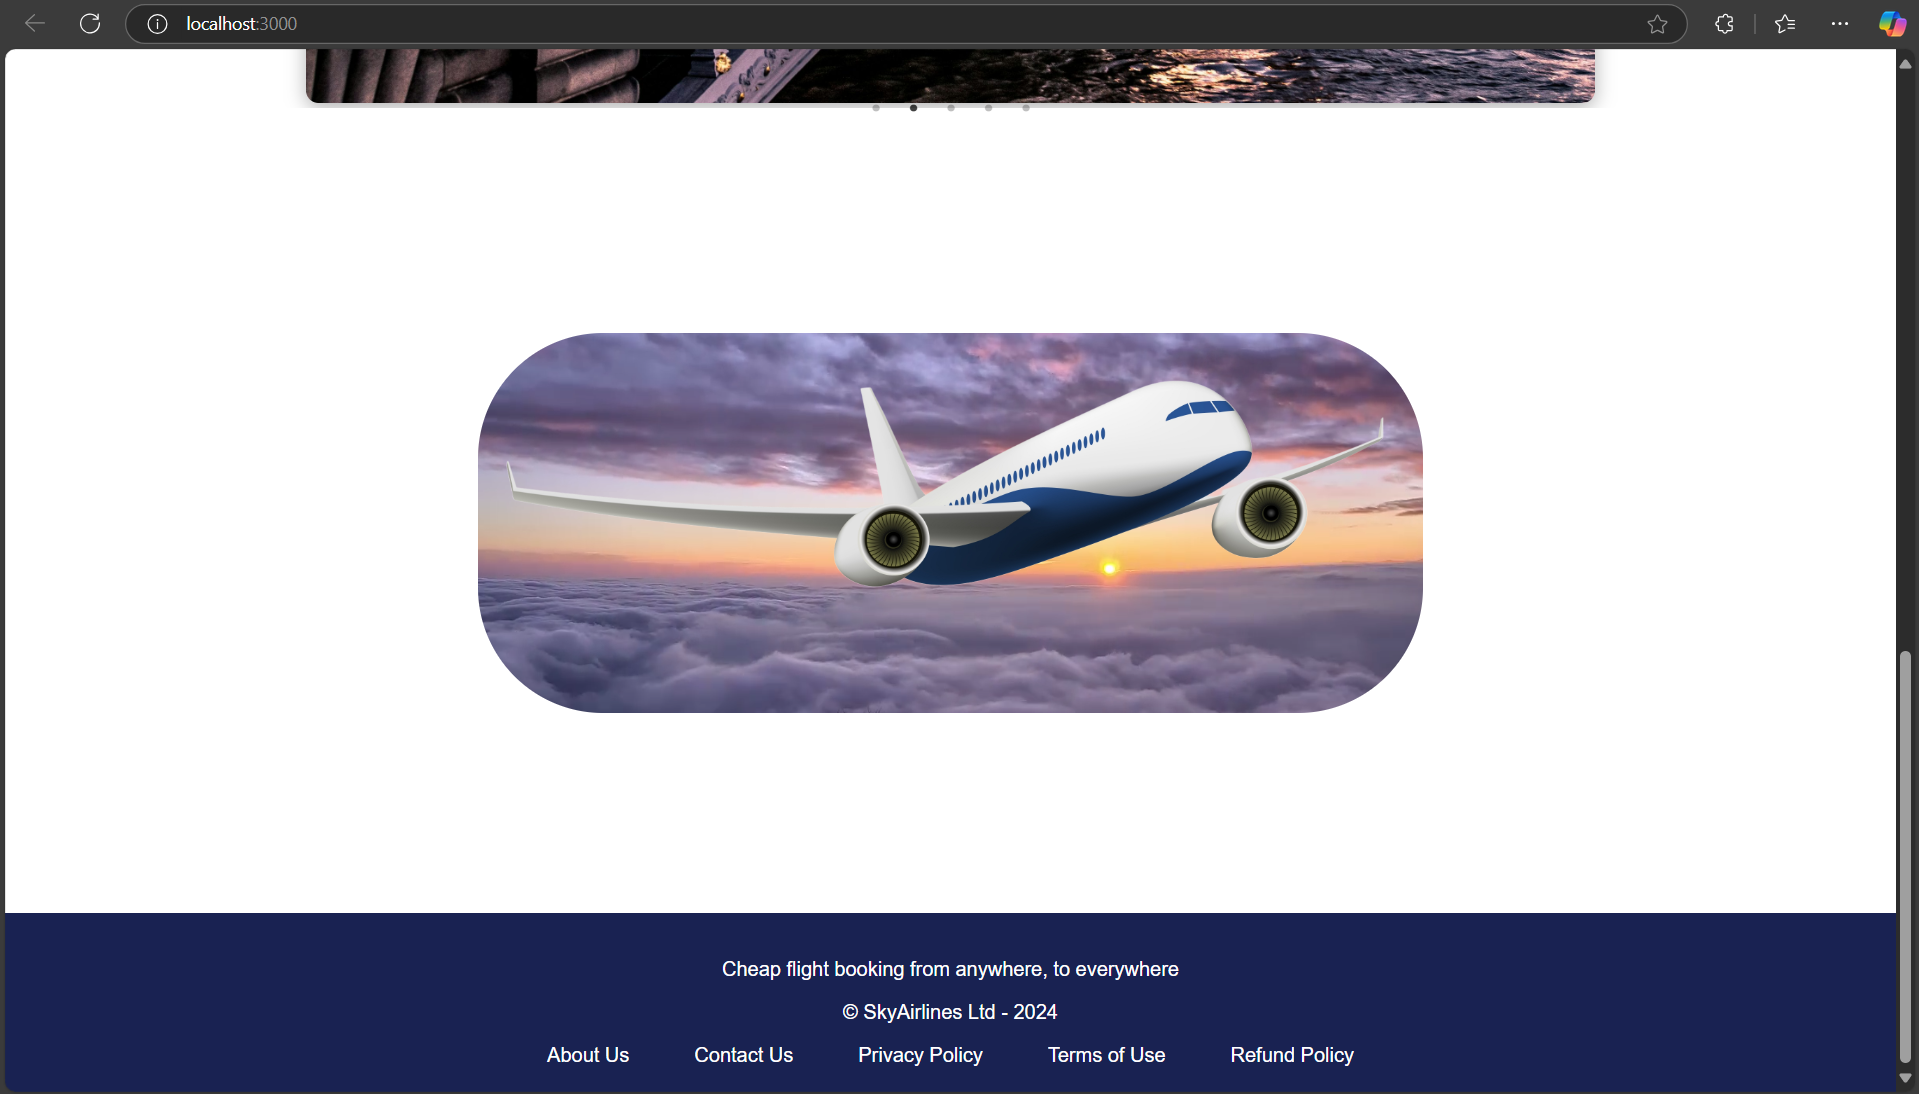 localhost:3000
Cheap flight booking from anywhere, to everywhere
© SkyAirlines Ltd - 2024
About Us Contact Us Privacy Policy Terms of Use Refund Policy